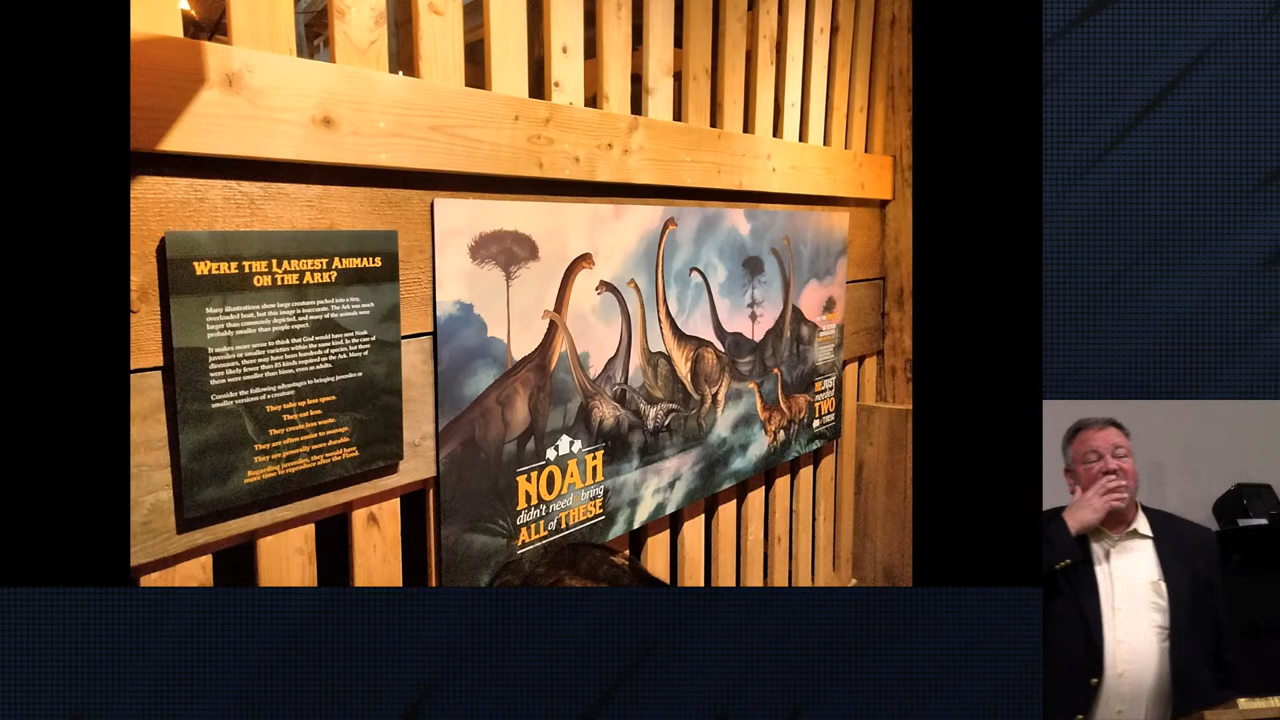 WERE THE LARGEST ANIMALS
ON THE ARK?
Many illustrations show large creatures packed into a tiny,
overloaded boat, but this image is inaccurate. The Ark was much
larger than commonly depicted, and many of the animals were
probably smaller than people expect.
It makes more sense to think that God would have sent Noah
juveniles or smaller varieties within the same kind. In the case of
dinosaurs, there may have been hundreds of species, but there
were likely fewer than 85 kinds required on the Ark. Many of
them were smaller than bison, even as adults.
Consider the following advantages to bringing juveniles or
smaller versions of a creature:
They take up less space.
They eat less.
They create less waste.
They are often easier to manage.
They are generally more durable.
Regarding juveniles, they would have
more time to reproduce after the Flood.
NOAH
didn't need to bring
ALL of THESE
HE JUST
needed
TWO
of THESE